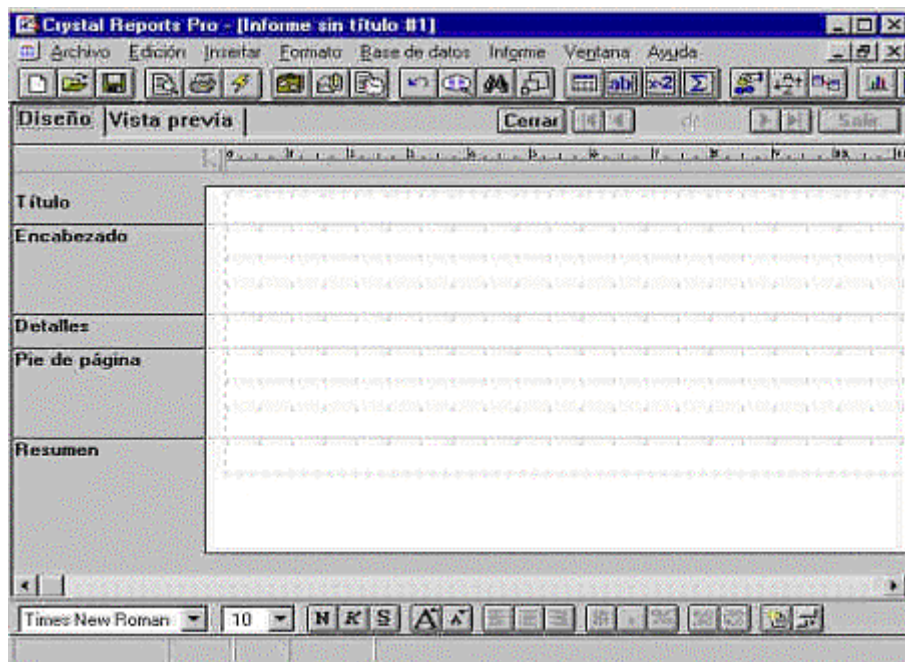 Crystal Reports Pro - [Informe sin título #1]
Archivo Edición Insertar Formato Base de datos Informe Ventana Ayuda
Diseño Vista previa Cerrar de Salir
Título
Encabezado
Detalles
Pie de página
Resumen
Times New Roman 10 N K S A A